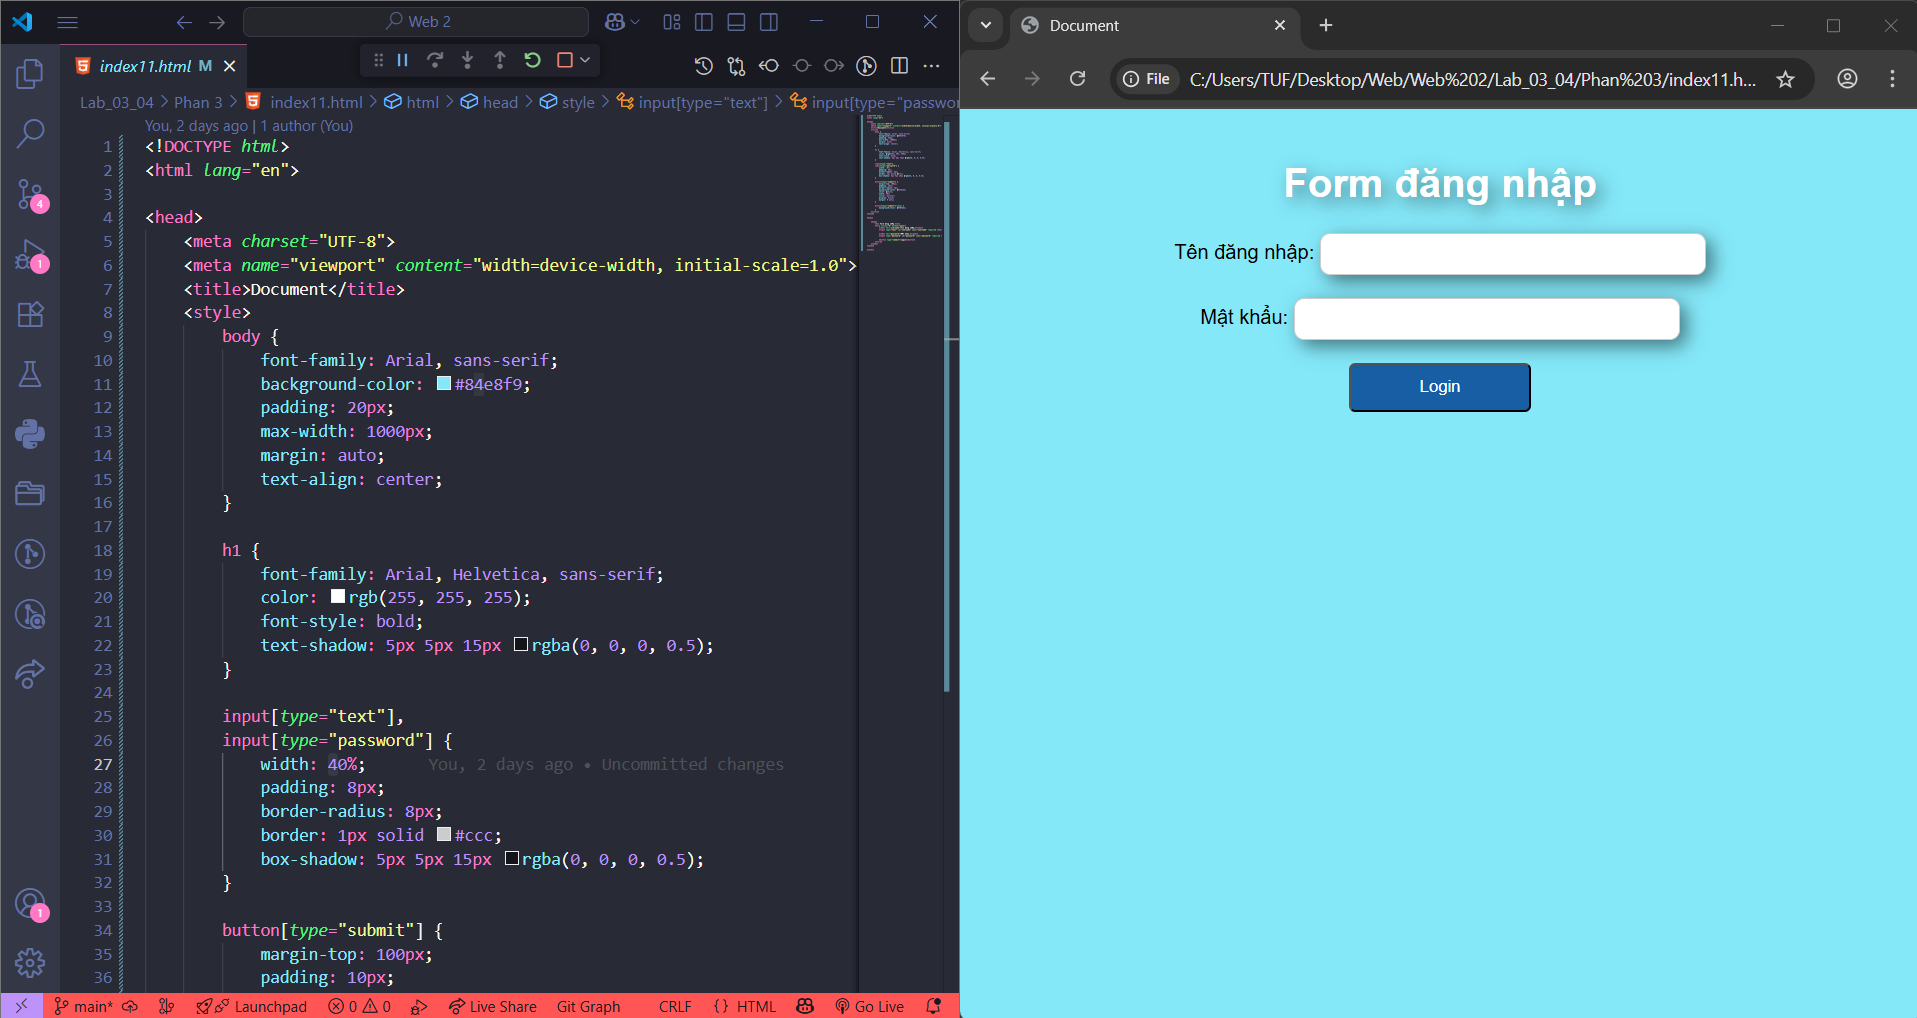 Web 2
index11.html M
Lab_03_04 > Phan 3 > index11.html > html > head > style > input[type="text"] > input[type="passwor
You, 2 days ago | 1 author (You)
1 <!DOCTYPE html>
2 <html lang="en">
3
4 <head>
5 <meta charset="UTF-8">
6 <meta name="viewport" content="width=device-width, initial-scale=1.0">
7 <title>Document</title>
8 <style>
9 body {
10 font-family: Arial, sans-serif;
11 background-color: #84e8f9;
12 padding: 20px;
13 max-width: 1000px;
14 margin: auto;
15 text-align: center;
16 }
17
18 h1 {
19 font-family: Arial, Helvetica, sans-serif;
20 color: rgb(255, 255, 255);
21 font-style: bold;
22 text-shadow: 5px 5px 15px rgba(0, 0, 0, 0.5);
23 }
24
25 input[type="text"],
26 input[type="password"] {
27 width: 40%; You, 2 days ago • Uncommitted changes
28 padding: 8px;
29 border-radius: 8px;
30 border: 1px solid #ccc;
31 box-shadow: 5px 5px 15px rgba(0, 0, 0, 0.5);
32 }
33
34 button[type="submit"] {
35 margin-top: 100px;
36 padding: 10px;
4
1
1
main* Launchpad 0 0 Live Share Git Graph CRLF {} HTML Go Live
Document
File C:/Users/TUF/Desktop/Web/Web%202/Lab_03_04/Phan%203/index11.h...
Form đăng nhập
Tên đăng nhập:
Mật khẩu:
Login